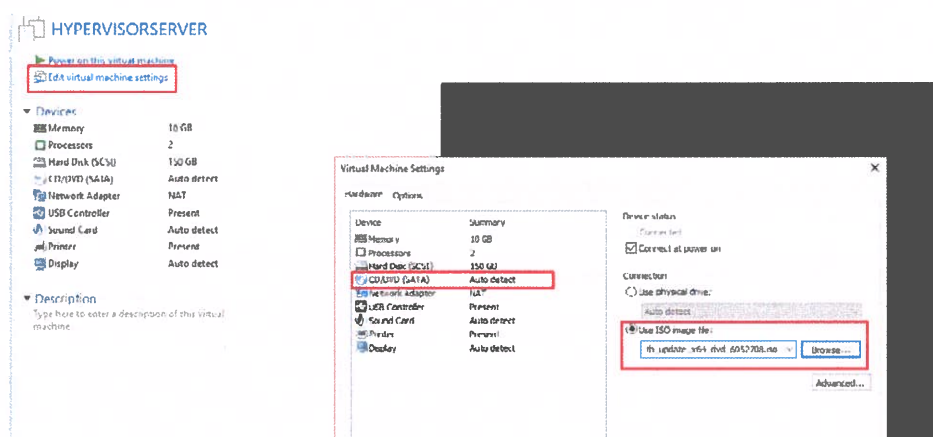 HYPERVISORSERVER
Power on this virtual machine
Edit virtual machine settings
Devices
Memory 10 GB
Processors 2
Hard Disk (SCSI) 150 GB
CD/DVD (SATA) Auto detect
Network Adapter NAT
USB Controller Present
Sound Card Auto detect
Printer Present
Display Auto detect
Description
Type here to enter a description of this virtual
machine.
Virtual Machine Settings
Hardware Options
Device Summary
Memory 10 GB
Processors 2
Hard Disk (SCSI) 150 GB
CD/DVD (SATA) Auto detect
Network Adapter NAT
USB Controller Present
Sound Card Auto detect
Printer Present
Display Auto detect
Device status
Connected
Connect at power on
Connection
Use physical drive:
Auto detect
Use ISO image file:
th_update_x64_dvd_6052708.iso
Browse...
Advanced...